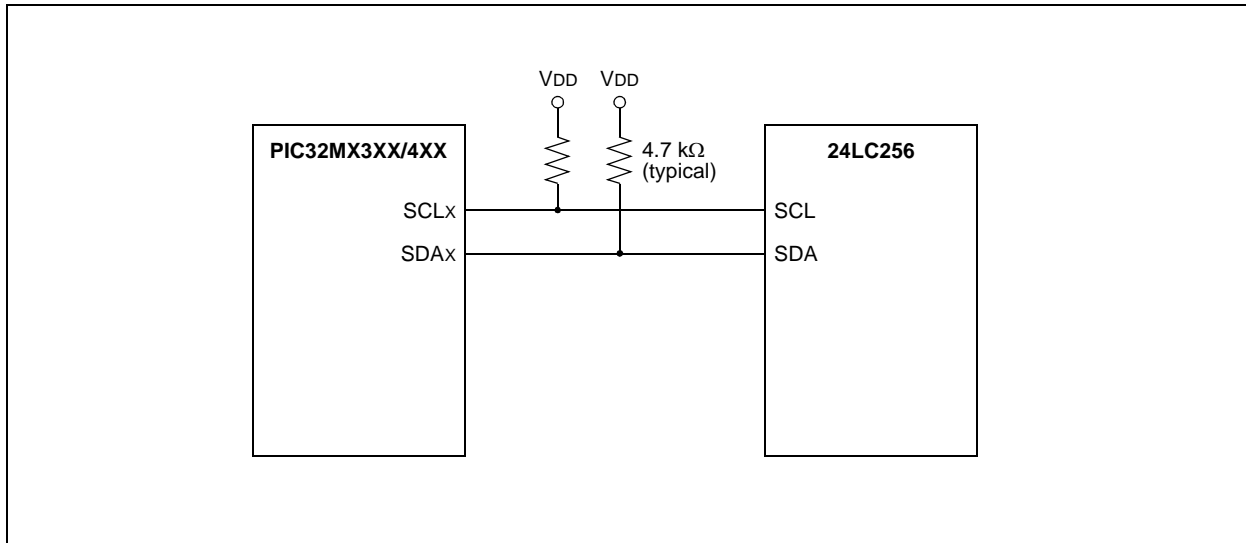 VDD VDD
PIC32MX3XX/4XX
4.7 kΩ
(typical)
24LC256
SCLx
SCL
SDAx
SDA